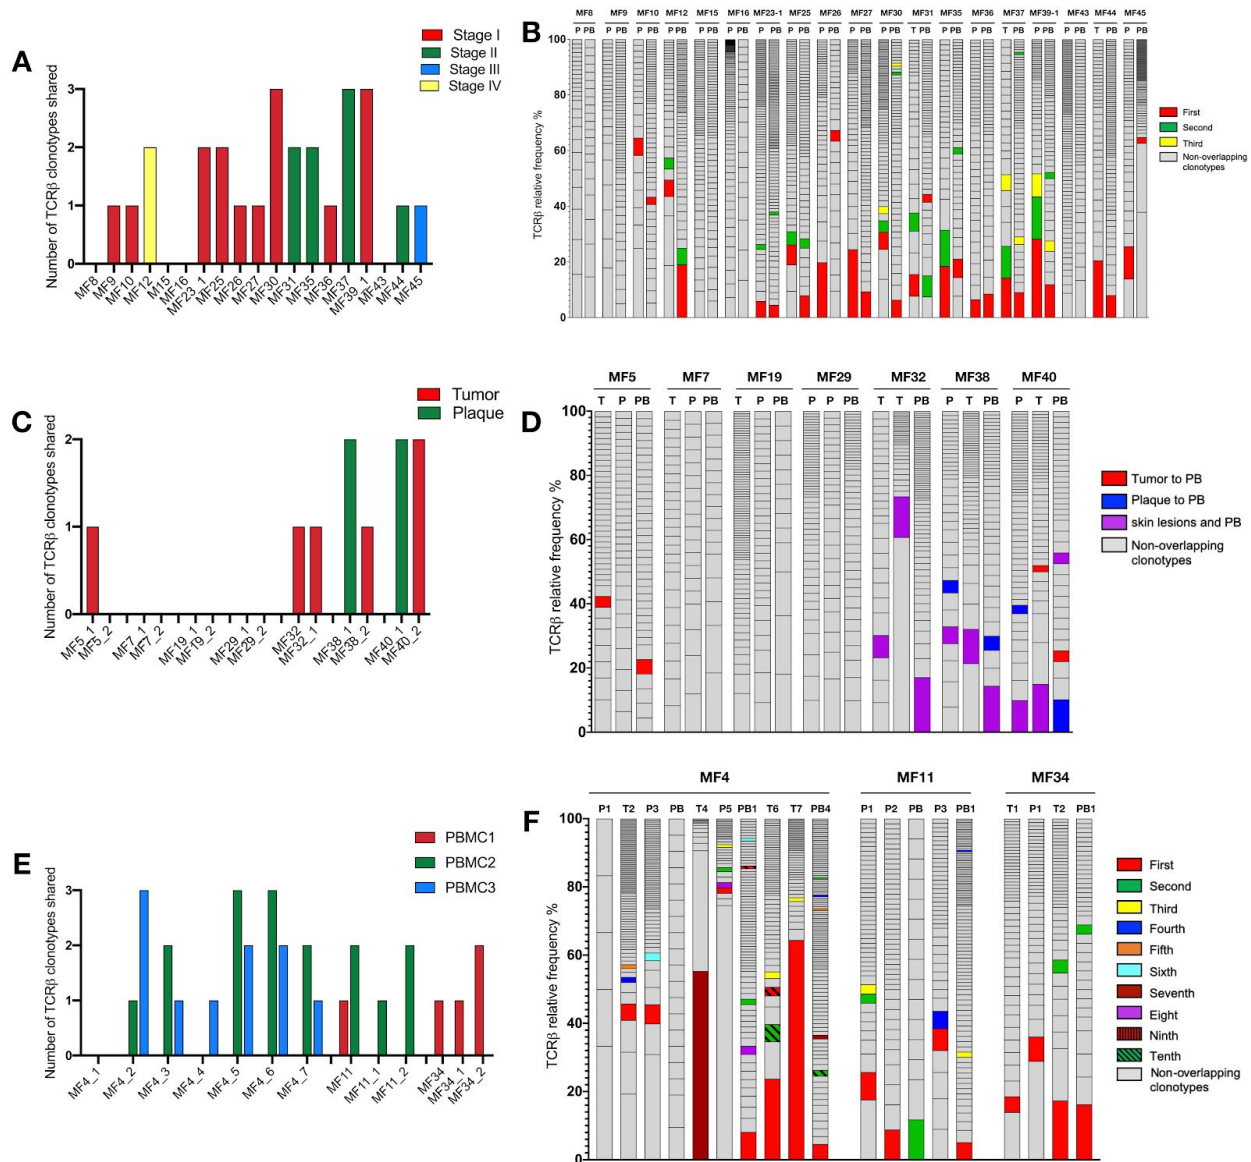 A
Stage I
Stage II
Stage III
Stage IV
Number of TCRβ clonotypes shared
3
2
1
0
MF8
MF9
MF10
MF12
M15
MF16
MF23_1
MF25
MF26
MF27
MF30
MF31
MF35
MF36
MF37
MF39_1
MF43
MF44
MF45
B
MF8 MF9 MF10 MF12 MF15 MF16 MF23-1 MF25 MF26 MF27 MF30 MF31 MF35 MF36 MF37 MF39-1 MF43 MF44 MF45
P PB P PB P PB P PB P PB P PB P PB P PB P PB P PB P PB T PB P PB P PB T PB P PB P PB T PB P PB
TCRβ relative frequency %
100
80
60
40
20
0
First
Second
Third
Non-overlapping
clonotypes
C
Tumor
Plaque
Number of TCRβ clonotypes shared
2
1
0
MF5_1
MF5_2
MF7_1
MF7_2
MF19_1
MF19_2
MF29_1
MF29_2
MF32
MF32_1
MF38_1
MF38_2
MF40_1
MF40_2
D
MF5 MF7 MF19 MF29 MF32 MF38 MF40
T P PB T P PB T P PB P P PB T T PB P T PB P T PB
TCRβ relative frequency %
100
80
60
40
20
0
Tumor to PB
Plaque to PB
skin lesions and PB
Non-overlapping
clonotypes
E
PBMC1
PBMC2
PBMC3
Number of TCRβ clonotypes shared
3
2
1
0
MF4_1
MF4_2
MF4_3
MF4_4
MF4_5
MF4_6
MF4_7
MF11
MF11_1
MF11_2
MF34
MF34_1
MF34_2
F
MF4 MF11 MF34
P1 T2 P3 PB T4 P5 PB1 T6 T7 PB4 P1 P2 PB P3 PB1 T1 P1 T2 PB1
TCRβ relative frequency %
100
80
60
40
20
0
First
Second
Third
Fourth
Fifth
Sixth
Seventh
Eight
Ninth
Tenth
Non-overlapping
clonotypes